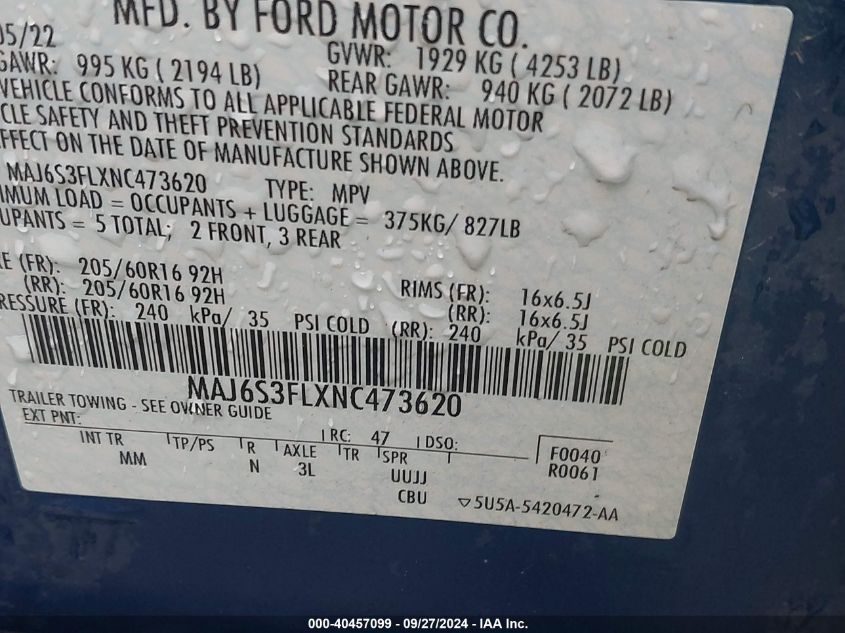 MFD. BY FORD MOTOR CO.
05/22 GVWR: 1929 KG ( 4253 LB)
GAWR: 995 KG ( 2194 LB) REAR GAWR: 940 KG ( 2072 LB)
VEHICLE CONFORMS TO ALL APPLICABLE FEDERAL MOTOR
CLE SAFETY AND THEFT PREVENTION STANDARDS
FFECT ON THE DATE OF MANUFACTURE SHOWN ABOVE.
MAJ6S3FLXNC473620 TYPE: MPV
IMUM LOAD = OCCUPANTS + LUGGAGE = 375KG/ 827LB
UPANTS = 5 TOTAL; 2 FRONT, 3 REAR
E (FR): 205/60R16 92H RIMS (FR): 16x6.5J
(RR): 205/60R16 92H (RR): 16x6.5J
RESSURE (FR): 240 kPa/ 35 PSI COLD (RR): 240 kPa/ 35 PSI COLD
MAJ6S3FLXNC473620
TRAILER TOWING - SEE OWNER GUIDE
EXT PNT: RC: 47 DSO: F0040
INT TR TP/PS R AXLE TR SPR R0061
MM N 3L UUJJ
CBU ▽5U5A-5420472-AA
000-40457099 - 09/27/2024 - IAA Inc.